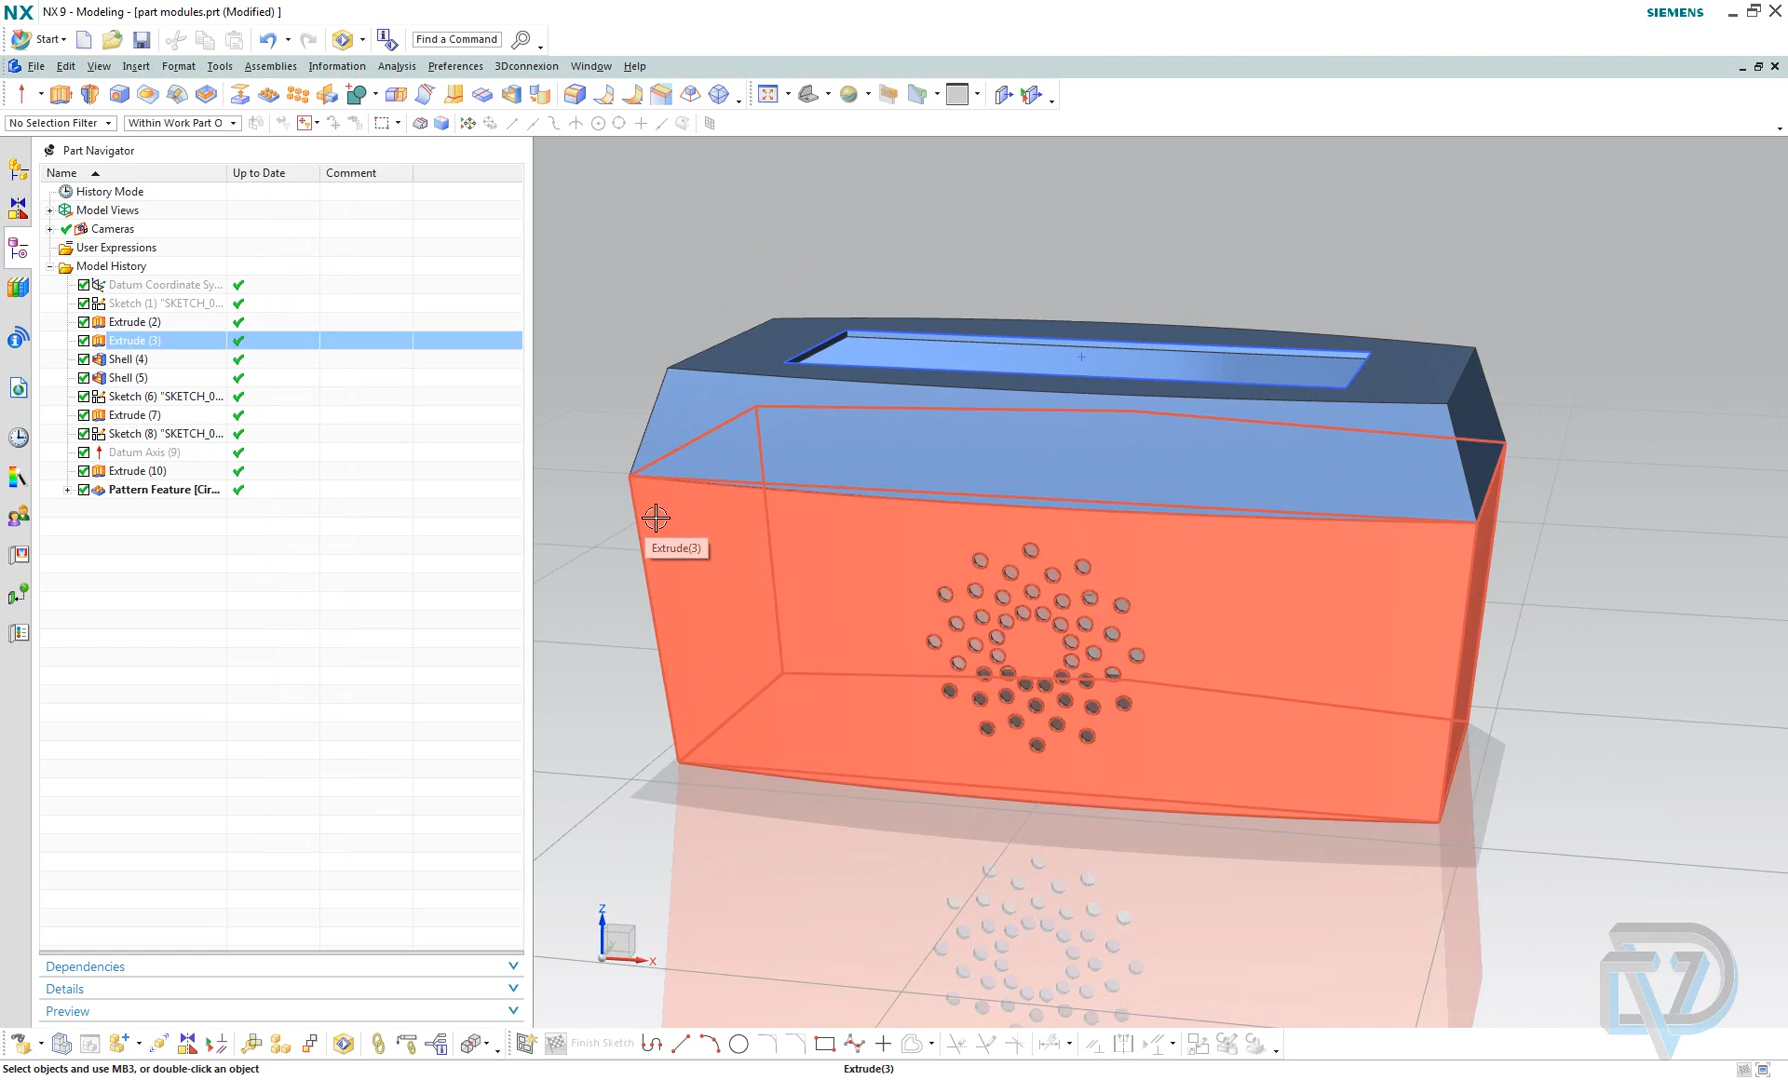 NX NX 9 - Modeling - [part modules.prt (Modified) ] SIEMENS
Start Find a Command
File Edit View Insert Format Tools Assemblies Information Analysis Preferences 3Dconnexion Window Help
No Selection Filter Within Work Part O
Part Navigator
Name Up to Date Comment
History Mode
Model Views
Cameras
User Expressions
Model History
Datum Coordinate Sy...
Sketch (1) "SKETCH_0...
Extrude (2)
Extrude (3)
Shell (4)
Shell (5)
Sketch (6) "SKETCH_0...
Extrude (7)
Sketch (8) "SKETCH_0...
Datum Axis (9)
Extrude (10)
Pattern Feature [Cir...
Extrude(3)
Z
X
Dependencies
Details
Preview
Finish Sketch
Select objects and use MB3, or double-click an object Extrude(3)